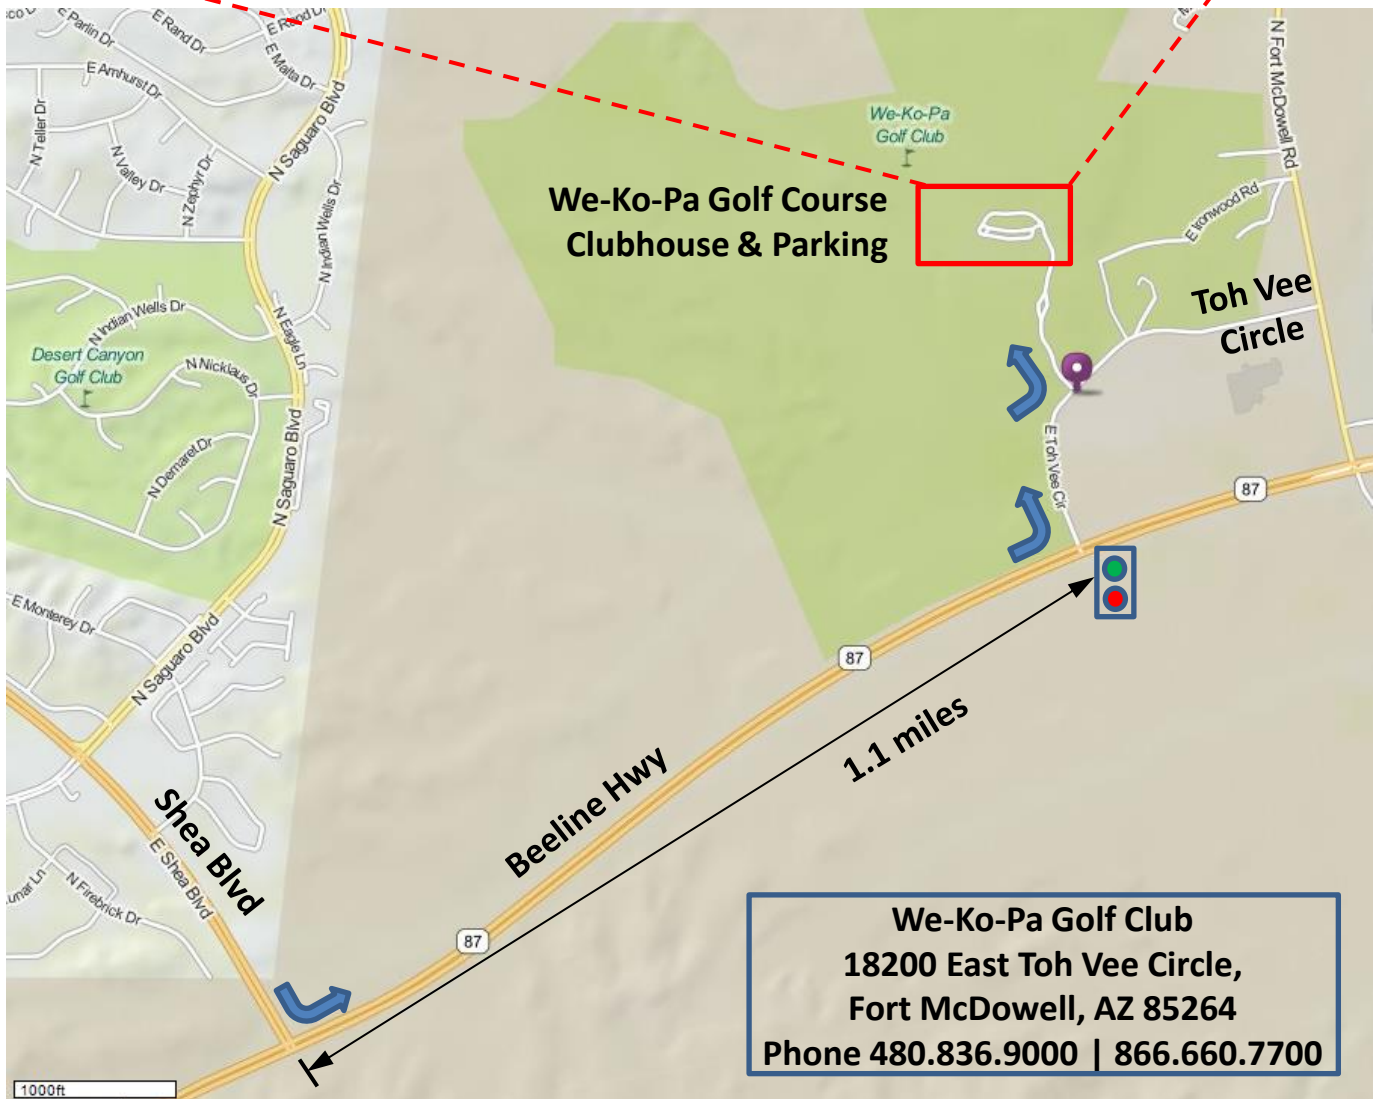 E Parlin Dr
E Rand Dr
E Rand Dr
E Malta Dr
E Amhurst Dr
N Teller Dr
N Valley Dr
N Zephyr Dr
N Saguaro Blvd
N Indian Wells Dr
N Fort McDowell Rd
We-Ko-Pa
Golf Club
We-Ko-Pa Golf Course
Clubhouse & Parking
E Ironwood Rd
Toh Vee
Circle
N Indian Wells Dr
N Eagle Ln
Desert Canyon
Golf Club
N Nicklaus Dr
N Demaret Dr
N Saguaro Blvd
E Toh Vee Cir
87
E Monterey Dr
N Saguaro Blvd
87
1.1 miles
Beeline Hwy
Shea Blvd
E Shea Blvd
N Firebrick Dr
87
We-Ko-Pa Golf Club
18200 East Toh Vee Circle,
Fort McDowell, AZ 85264
Phone 480.836.9000 | 866.660.7700
1000ft